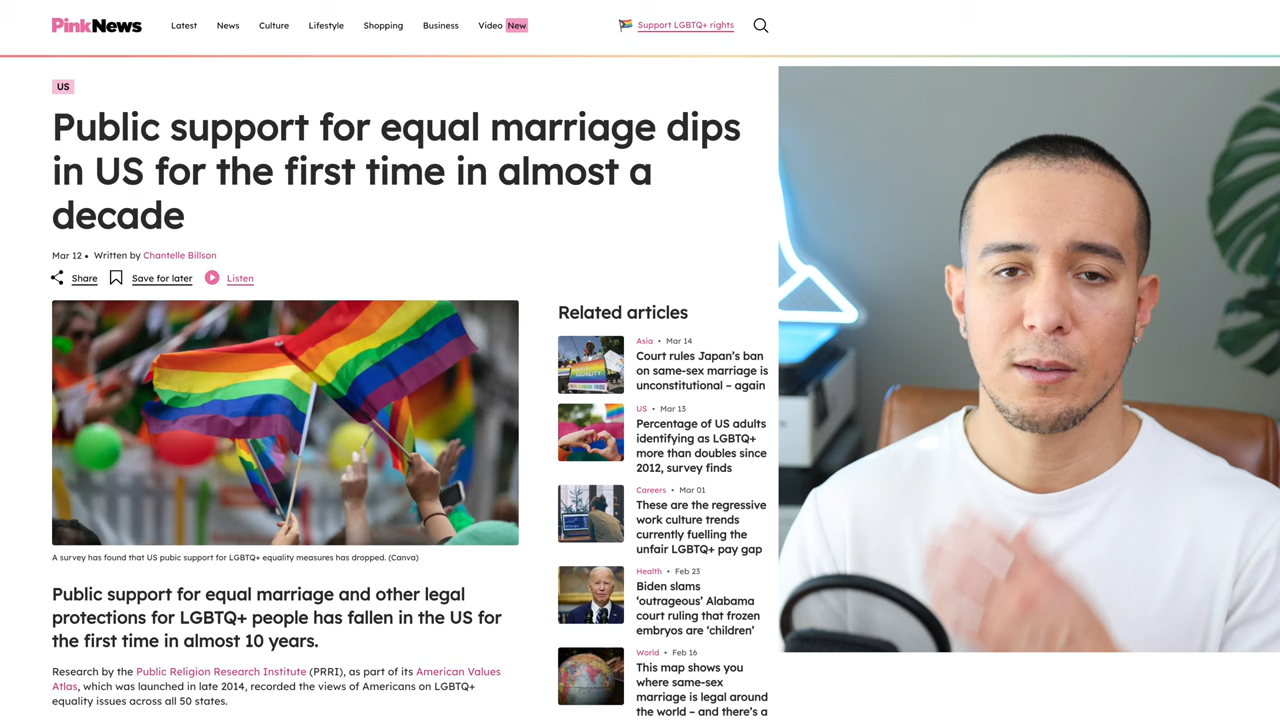 PinkNews
Latest
News
Culture
Lifestyle
Shopping
Business
Video New
Support LGBTQ+ rights
US
Public support for equal marriage dips
in US for the first time in almost a
decade
Mar 12 • Written by Chantelle Billson
Share
Save for later
Listen
A survey has found that US pubic support for LGBTQ+ equality measures has dropped. (Canva)
Public support for equal marriage and other legal
protections for LGBTQ+ people has fallen in the US for
the first time in almost 10 years.
Research by the Public Religion Research Institute (PRRI), as part of its American Values
Atlas, which was launched in late 2014, recorded the views of Americans on LGBTQ+
equality issues across all 50 states.
Related articles
Asia • Mar 14
Court rules Japan's ban
on same-sex marriage is
unconstitutional – again
US • Mar 13
Percentage of US adults
identifying as LGBTQ+
more than doubles since
2012, survey finds
Careers • Mar 01
These are the regressive
work culture trends
currently fuelling the
unfair LGBTQ+ pay gap
Health • Feb 23
Biden slams
‘outrageous’ Alabama
court ruling that frozen
embryos are ‘children’
World • Feb 16
This map shows you
where same-sex
marriage is legal around
the world – and there's a